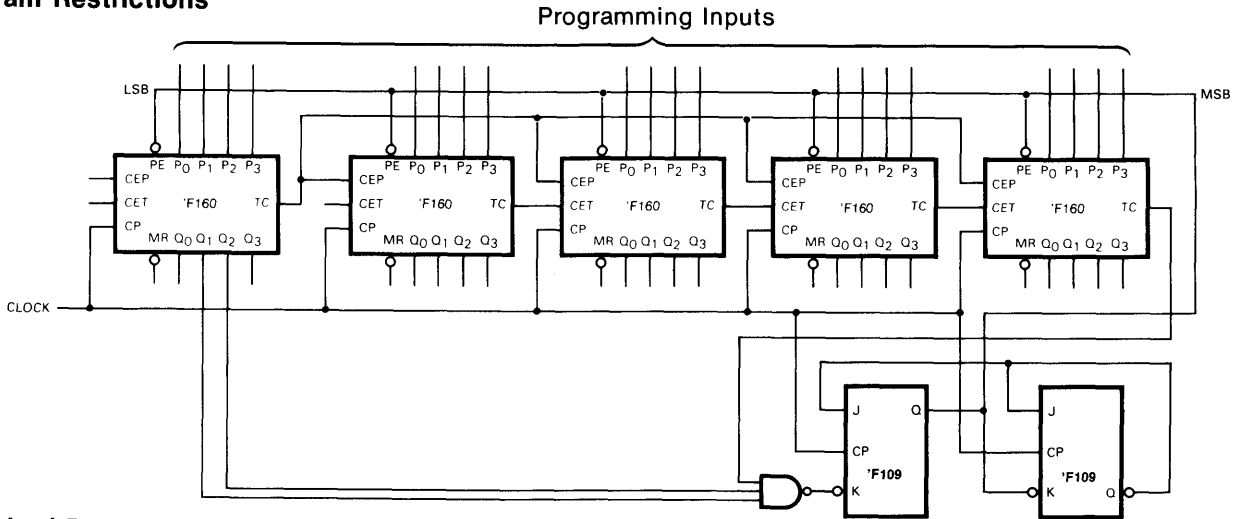 Restrictions
Programming Inputs
LSB
MSB
PE P0 P1 P2 P3
PE P0 P1 P2 P3
PE P0 P1 P2 P3
PE P0 P1 P2 P3
PE P0 P1 P2 P3
CEP
CEP
CEP
CEP
CEP
CET 'F160 TC
CET 'F160 TC
CET 'F160 TC
CET 'F160 TC
CET 'F160 TC
CP
CP
CP
CP
CP
MR Q0 Q1 Q2 Q3
MR Q0 Q1 Q2 Q3
MR Q0 Q1 Q2 Q3
MR Q0 Q1 Q2 Q3
MR Q0 Q1 Q2 Q3
CLOCK
J Q
J
CP
CP
'F109
'F109
K
K Q